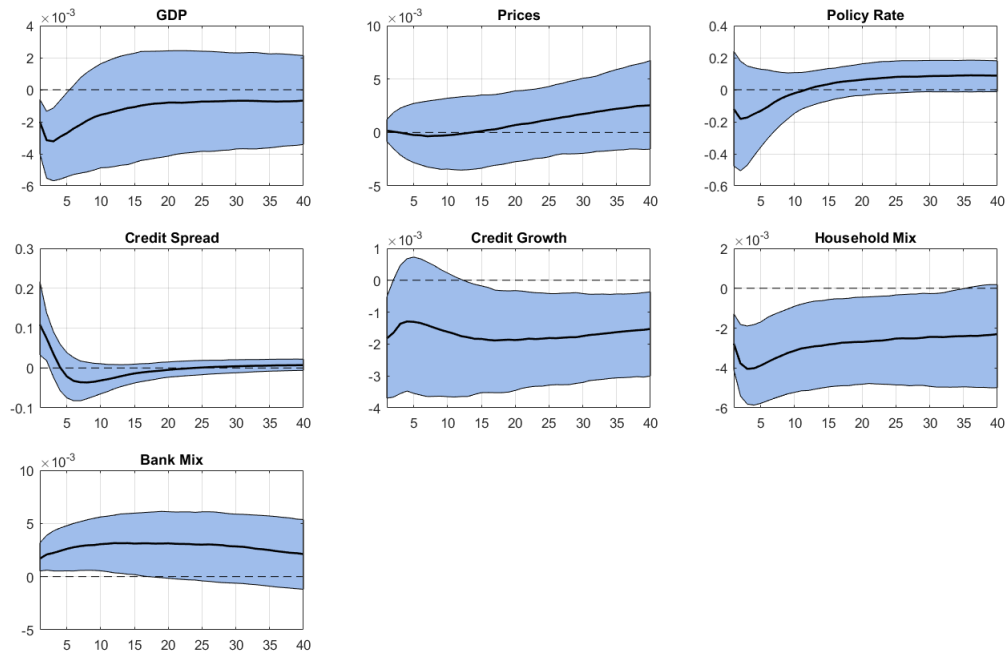 GDP
×10⁻³
4
2
0
-2
-4
-6
5 10 15 20 25 30 35 40
Prices
×10⁻³
10
5
0
-5
5 10 15 20 25 30 35 40
Policy Rate
0.4
0.2
0
-0.2
-0.4
-0.6
5 10 15 20 25 30 35 40
Credit Spread
0.3
0.2
0.1
0
-0.1
5 10 15 20 25 30 35 40
Credit Growth
×10⁻³
1
0
-1
-2
-3
-4
5 10 15 20 25 30 35 40
Household Mix
×10⁻³
2
0
-2
-4
-6
5 10 15 20 25 30 35 40
Bank Mix
×10⁻³
10
5
0
-5
5 10 15 20 25 30 35 40